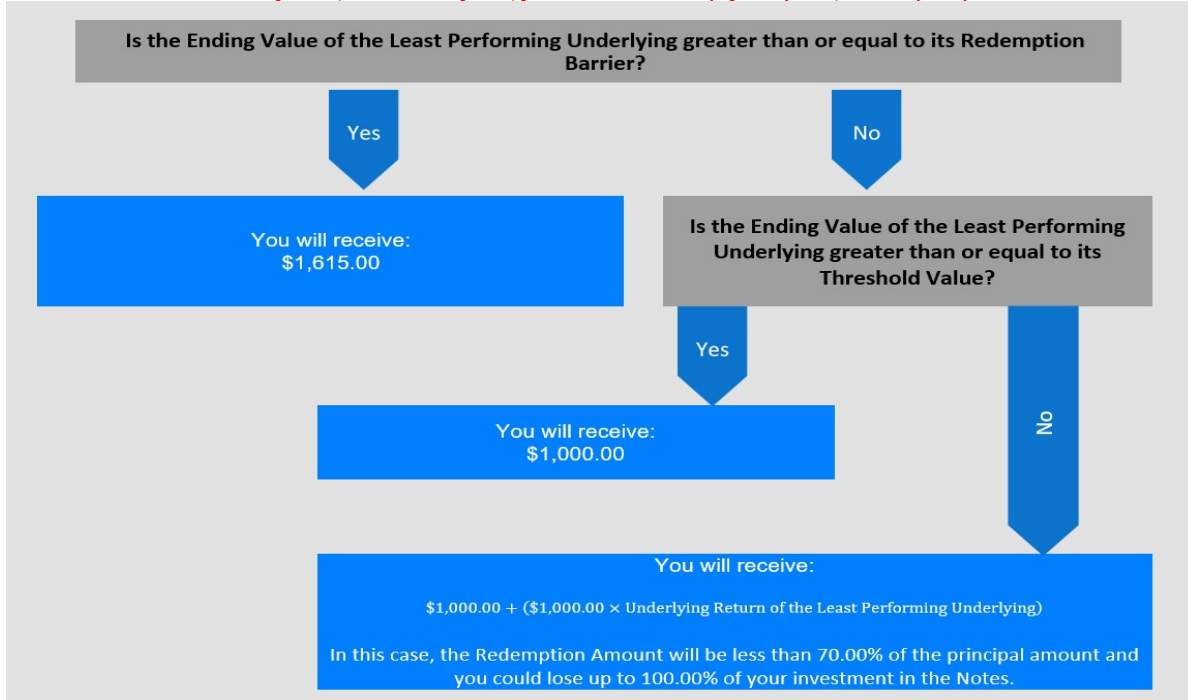 Is the Ending Value of the Least Performing Underlying greater than or equal to its Redemption
Barrier?
Yes
No
You will receive:
$1,615.00
Is the Ending Value of the Least Performing
Underlying greater than or equal to its
Threshold Value?
Yes
No
You will receive:
$1,000.00
You will receive:
$1,000.00 + ($1,000.00 × Underlying Return of the Least Performing Underlying)
In this case, the Redemption Amount will be less than 70.00% of the principal amount and
you could lose up to 100.00% of your investment in the Notes.